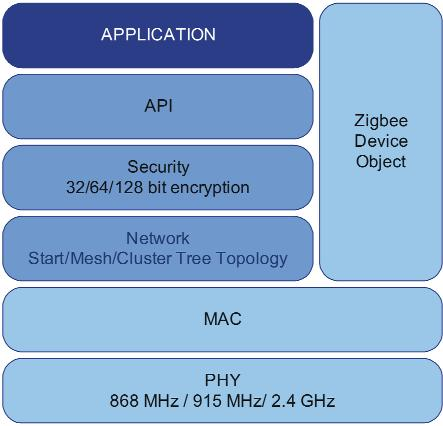 APPLICATION
API
Security
32/64/128 bit encryption
Network
Start/Mesh/Cluster Tree Topology
Zigbee
Device
Object
MAC
PHY
868 MHz / 915 MHz/ 2.4 GHz